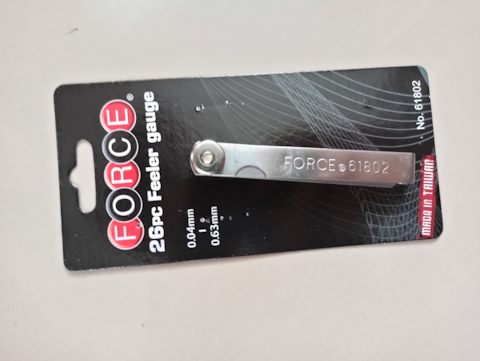 FORCE®
26PC Feeler gauge
0.04mm
0.63mm
FORCE® 61802
No. 61802
MADE IN TAIWAN